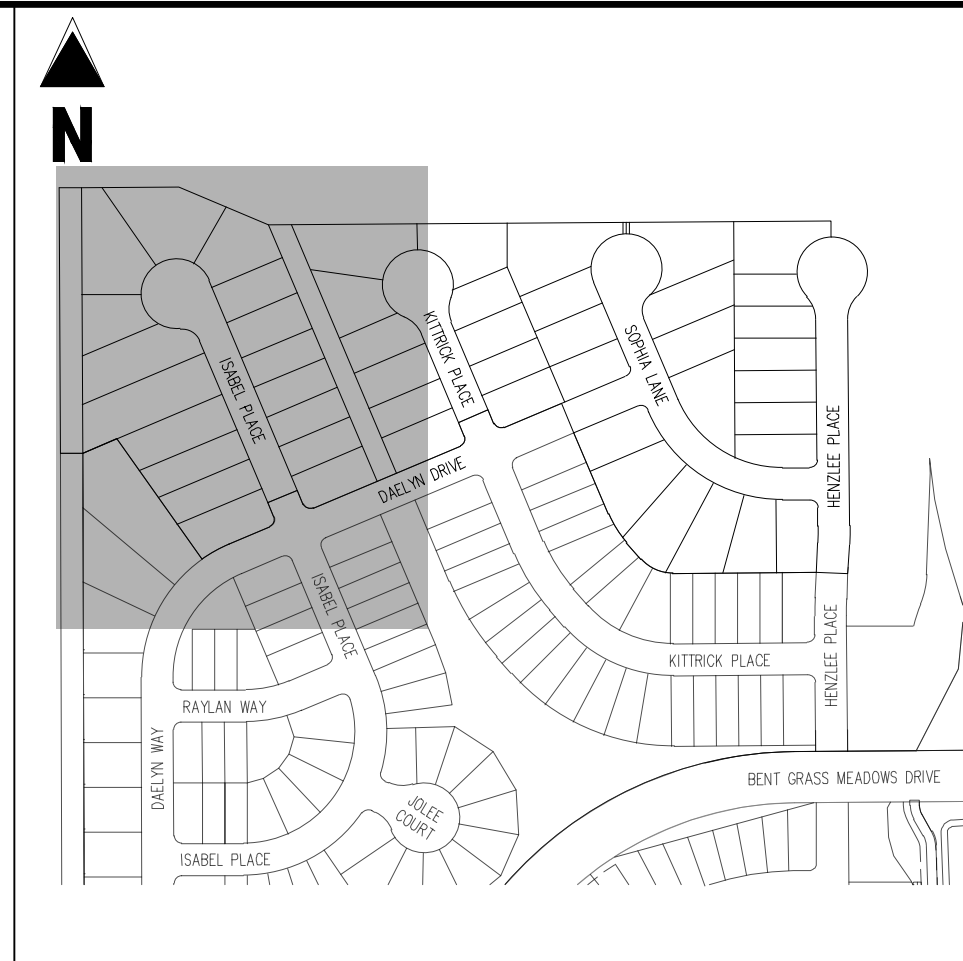 N
KITTRICK PLACE
SOPHIA LANE
ISABEL PLACE
HENZLEE PLACE
DAELYN DRIVE
ISABEL PLACE
HENZLEE PLACE
KITTRICK PLACE
RAYLAN WAY
DAELYN WAY
BENT GRASS MEADOWS DRIVE
JOLEE
COURT
ISABEL PLACE